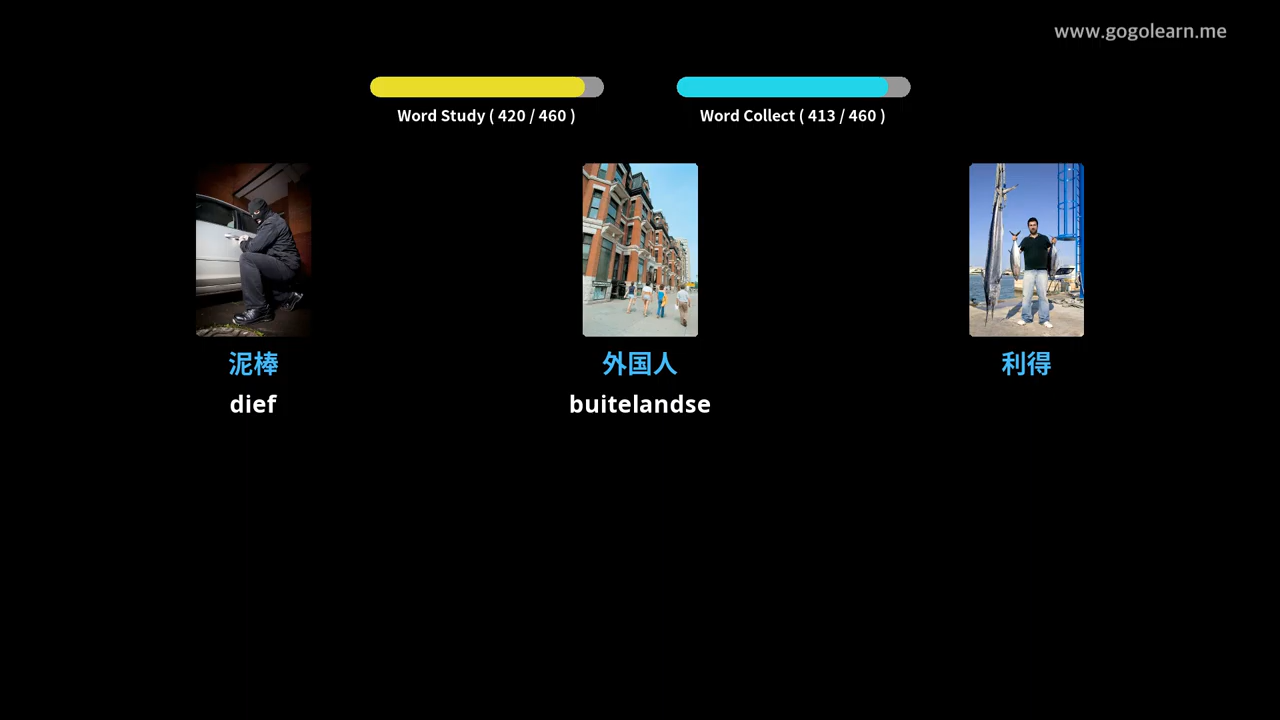 www.gogolearn.me
Word Study ( 420 / 460 )
Word Collect ( 413 / 460 )
泥棒
外国人
利得
dief
buitelandse